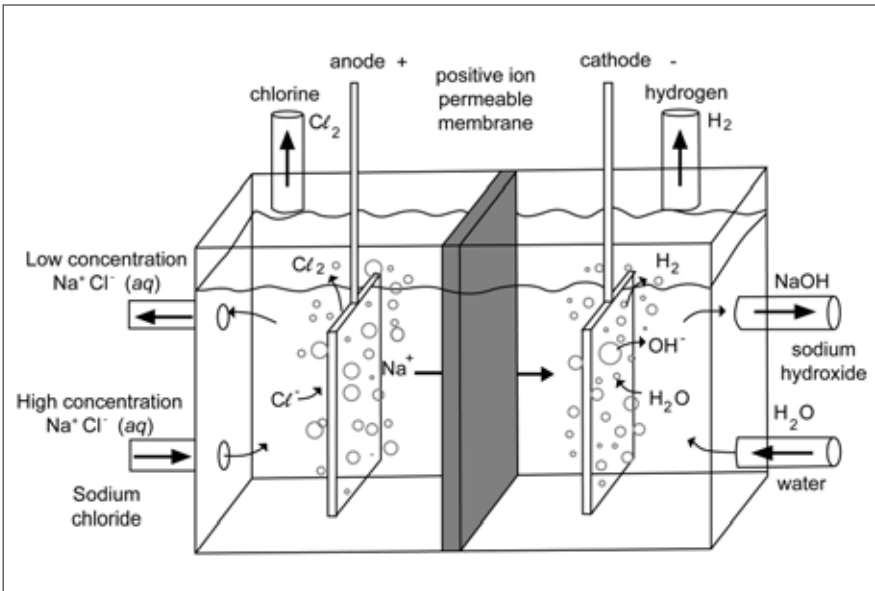 anode +
cathode -
positive ion
permeable
membrane
chlorine
Cl₂
hydrogen
H₂
Low concentration
Na⁺ Cl⁻ (aq)
Cl₂
H₂
NaOH
sodium
hydroxide
OH⁻
Na⁺
Cl⁻
H₂O
High concentration
Na⁺ Cl⁻ (aq)
H₂O
Sodium
chloride
water